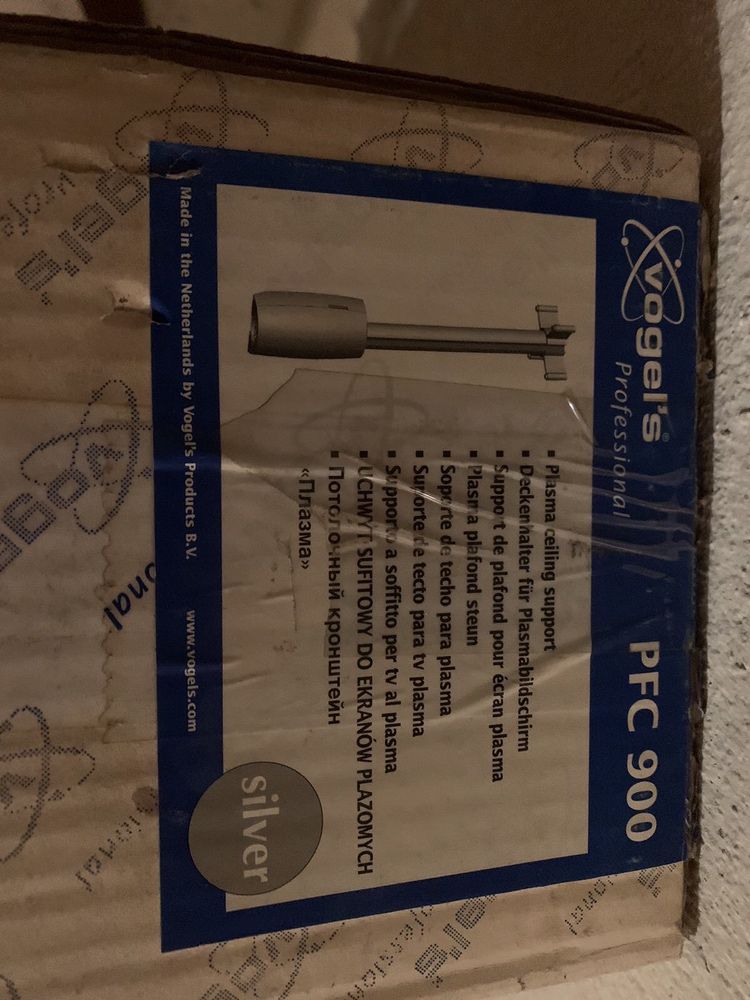 vogel's®
Professional
PFC 900
▪ Plasma ceiling support
▪ Deckenhalter für Plasmabildschirm
▪ Support de plafond pour écran plasma
▪ Plasma plafond steun
▪ Soporte de techo para plasma
▪ Suporte de tecto para tv plasma
▪ Supporto a soffitto per tv al plasma
▪ UCHWYT SUFITOWY DO EKRANÓW PLAZOMYCH
▪ Потолочный кронштейн
«Плазма»
silver
Made in the Netherlands by Vogel's Products B.V.
www.vogels.com